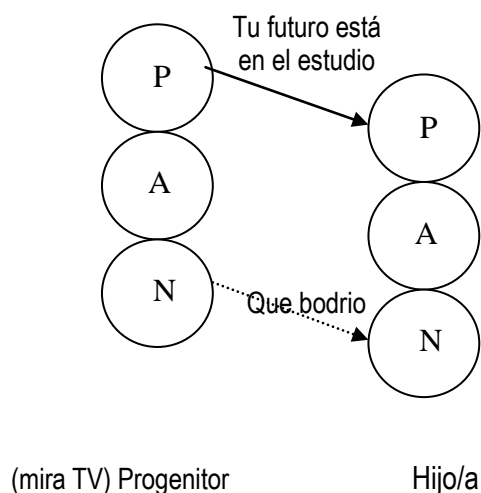 Tu futuro está
en el estudio
P
P
A
A
N
Que bodrio
N
(mira TV) Progenitor
Hijo/a